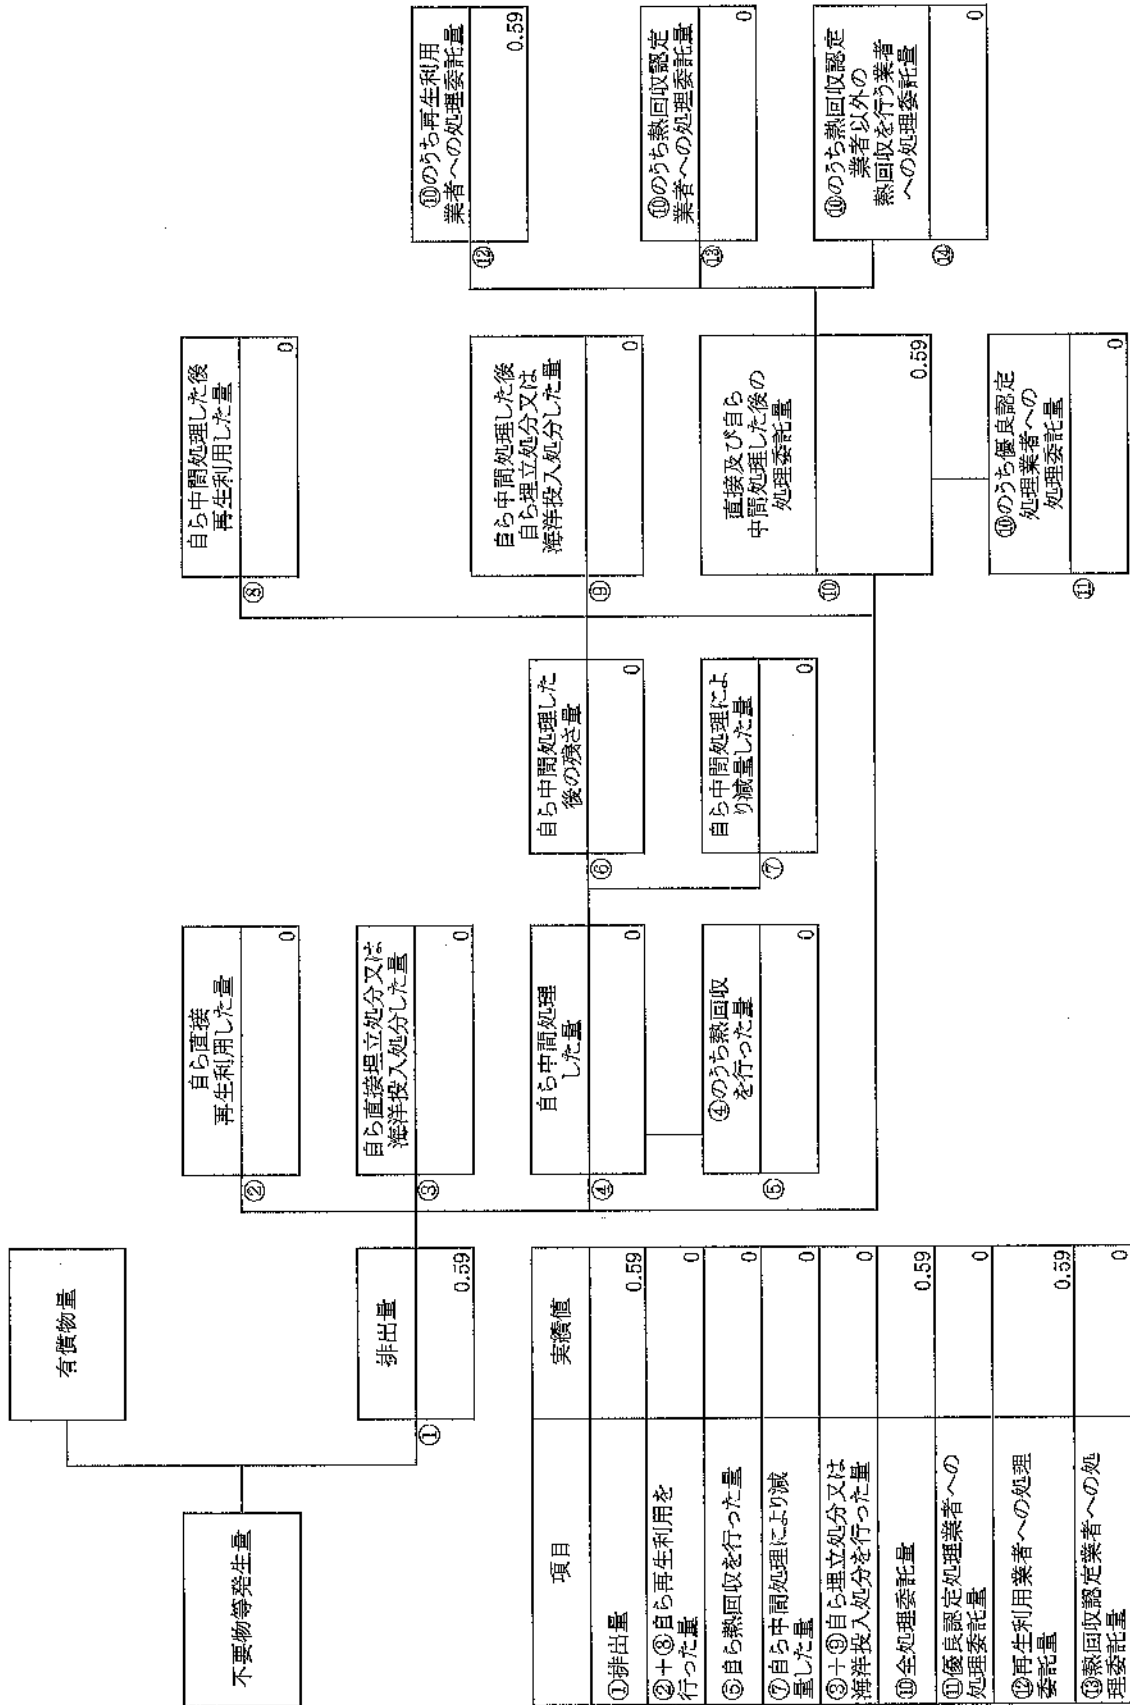 不要物等発生量
有償物量
①
排出量
0.59
②
自ら直接
再生利用した量
0
③
自ら直接埋立処分又は
海洋投入処分した量
0
④
自ら中間処理
した量
0
⑤
④のうち熱回収
を行った量
0
⑥
自ら中間処理した
後の残さ量
0
⑦
自ら中間処理によ
り減量した量
0
⑧
自ら中間処理した後
再生利用した量
0
⑨
自ら中間処理した後
自ら埋立処分又は
海洋投入処分した量
0
⑩
直接及び自ら
中間処理した後の
処理委託量
0.59
⑪
⑩のうち優良認定
処理業者への
処理委託量
0
⑫
⑩のうち再生利用
業者への処理委託量
0.59
⑬
⑩のうち熱回収認定
業者への処理委託量
0
⑭
⑩のうち熱回収認定
業者以外の
熱回収を行う業者
への処理委託量
0
項目 実績値
①排出量 0.59
②+⑧自ら再生利用を
行った量 0
⑥自ら熱回収を行った量 0
⑦自ら中間処理により減
量した量 0
③+⑨自ら埋立処分又は
海洋投入処分を行った量 0
⑩全処理委託量 0.59
⑪優良認定処理業者への
処理委託量 0
⑫再生利用業者への処理
委託量 0.59
⑬熱回収認定業者への処
理委託量 0